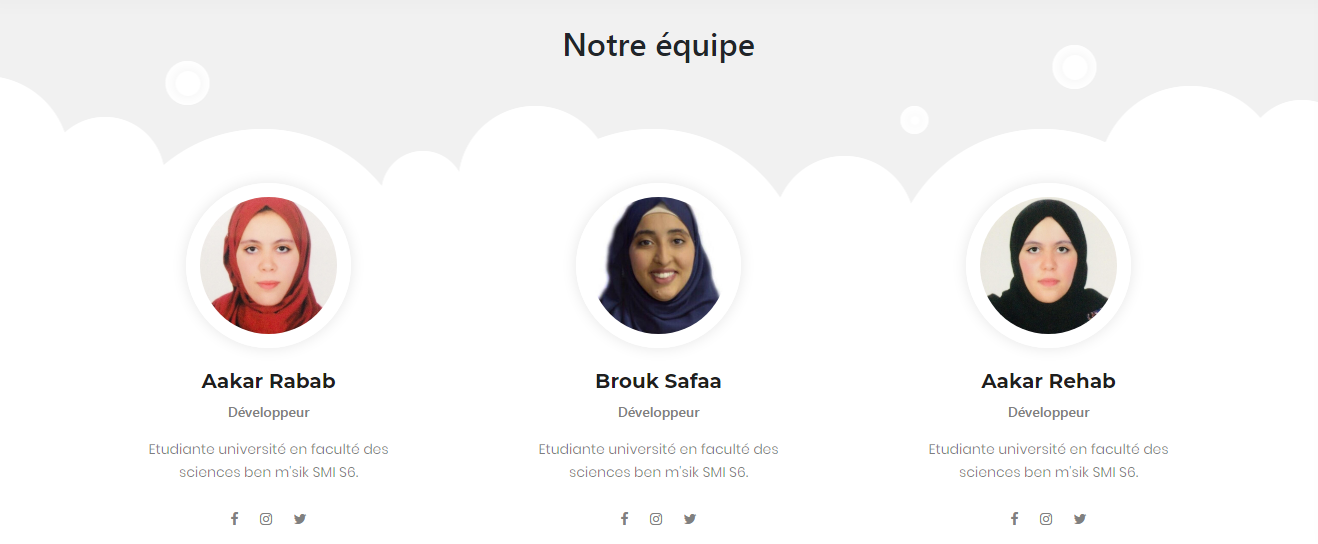 Notre équipe
Aakar Rabab
Développeur
Etudiante université en faculté des
sciences ben m'sik SMI S6.
Brouk Safaa
Développeur
Etudiante université en faculté des
sciences ben m'sik SMI S6.
Aakar Rehab
Développeur
Etudiante université en faculté des
sciences ben m'sik SMI S6.